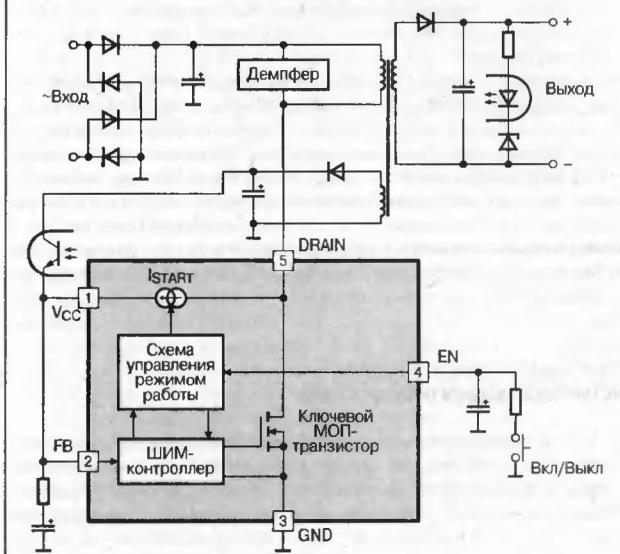 Демпфер
~Вход
+
Выход
−
DRAIN
5
ISTART
1
VCC
Схема
управления
режимом
работы
4
EN
Ключевой
МОП-
транзистор
FB
2
ШИМ-
контроллер
Вкл/Выкл
3
GND